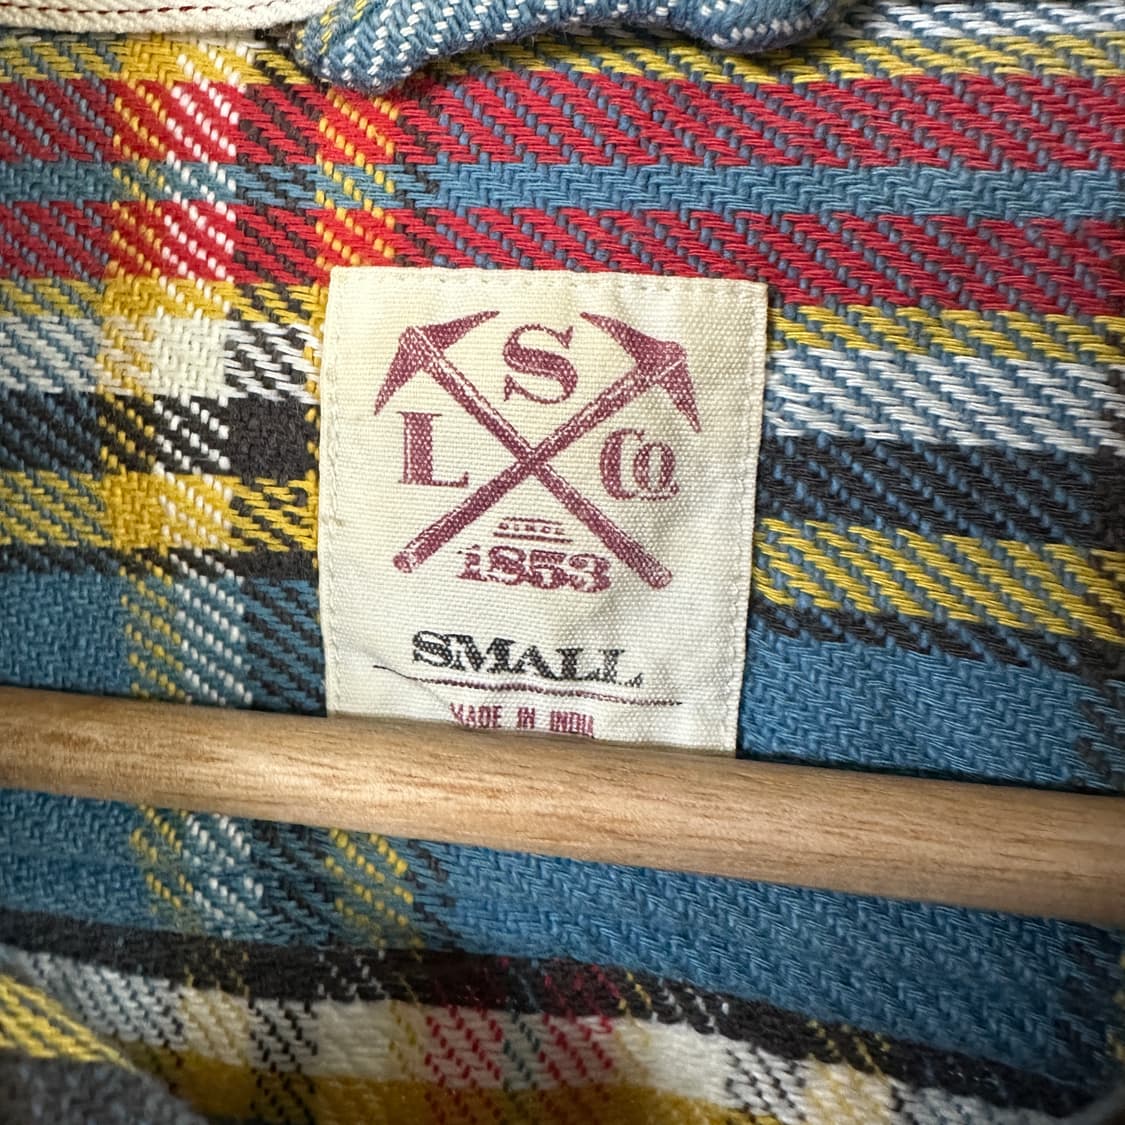 S
L Co
SINCE
1853
SMALL
MADE IN INDIA